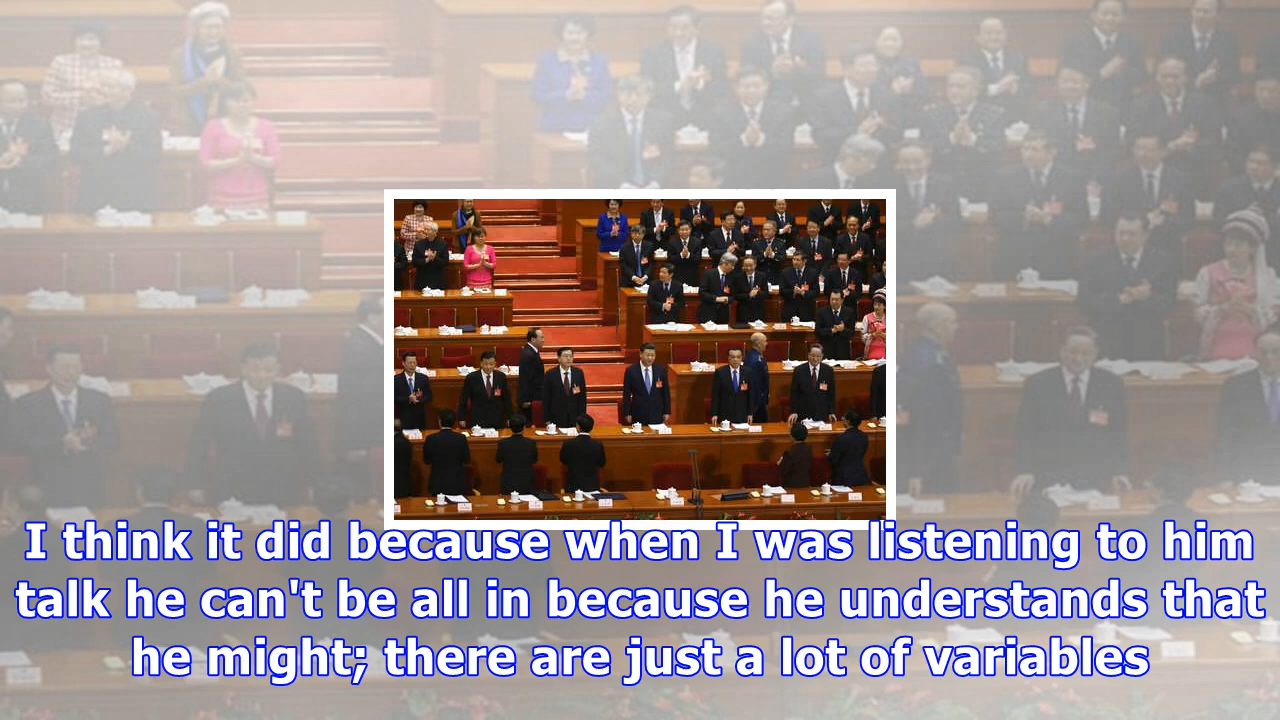 I think it did because when I was listening to him
talk he can't be all in because he understands that
he might; there are just a lot of variables